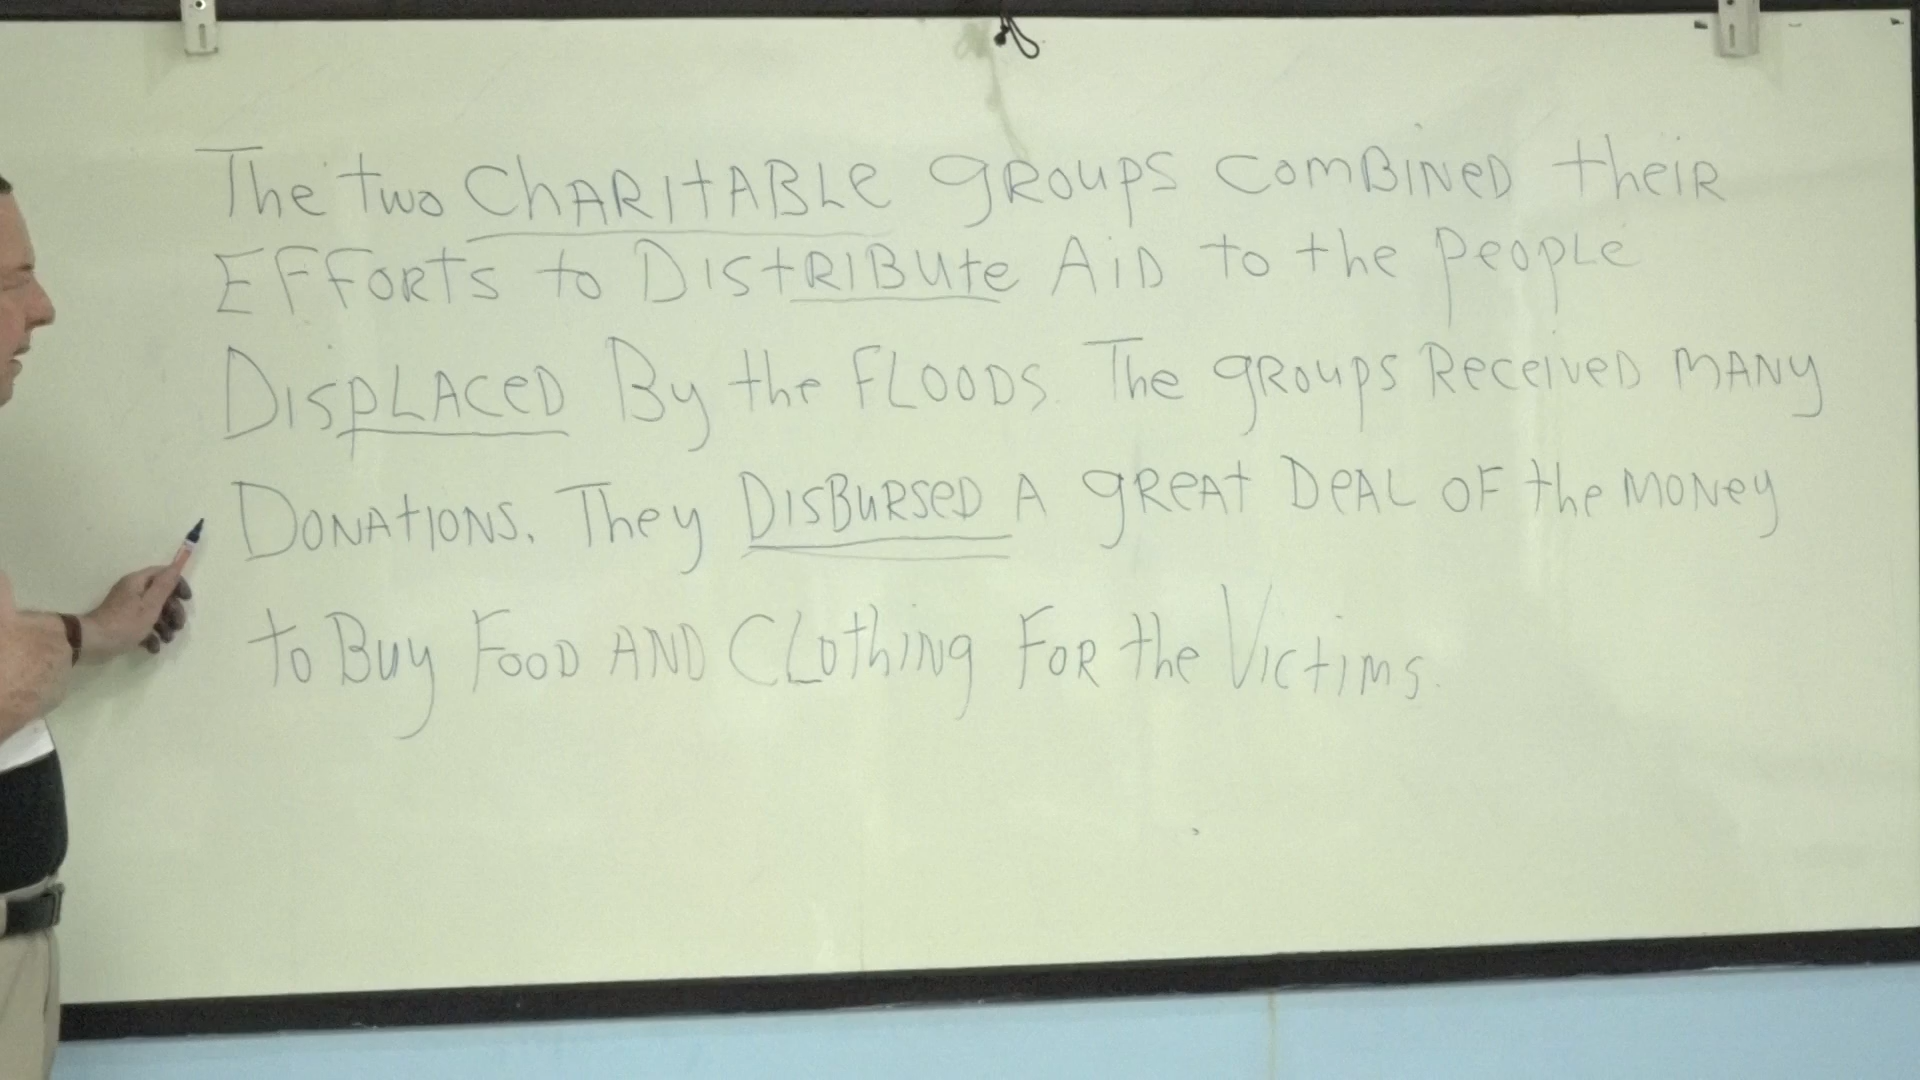 The two CHARITABLE gROUPS COMBINED theIR
EFFORTS to DISTRIBUte AiD to the People
DISPLACED By the FLOODS. The gROUPS ReceiveD MANy
DONAtIONS. They DISBURSED A gREAt DeAL OF the MONey
to Buy FooD AND CLothiNg FOR the VIctims.